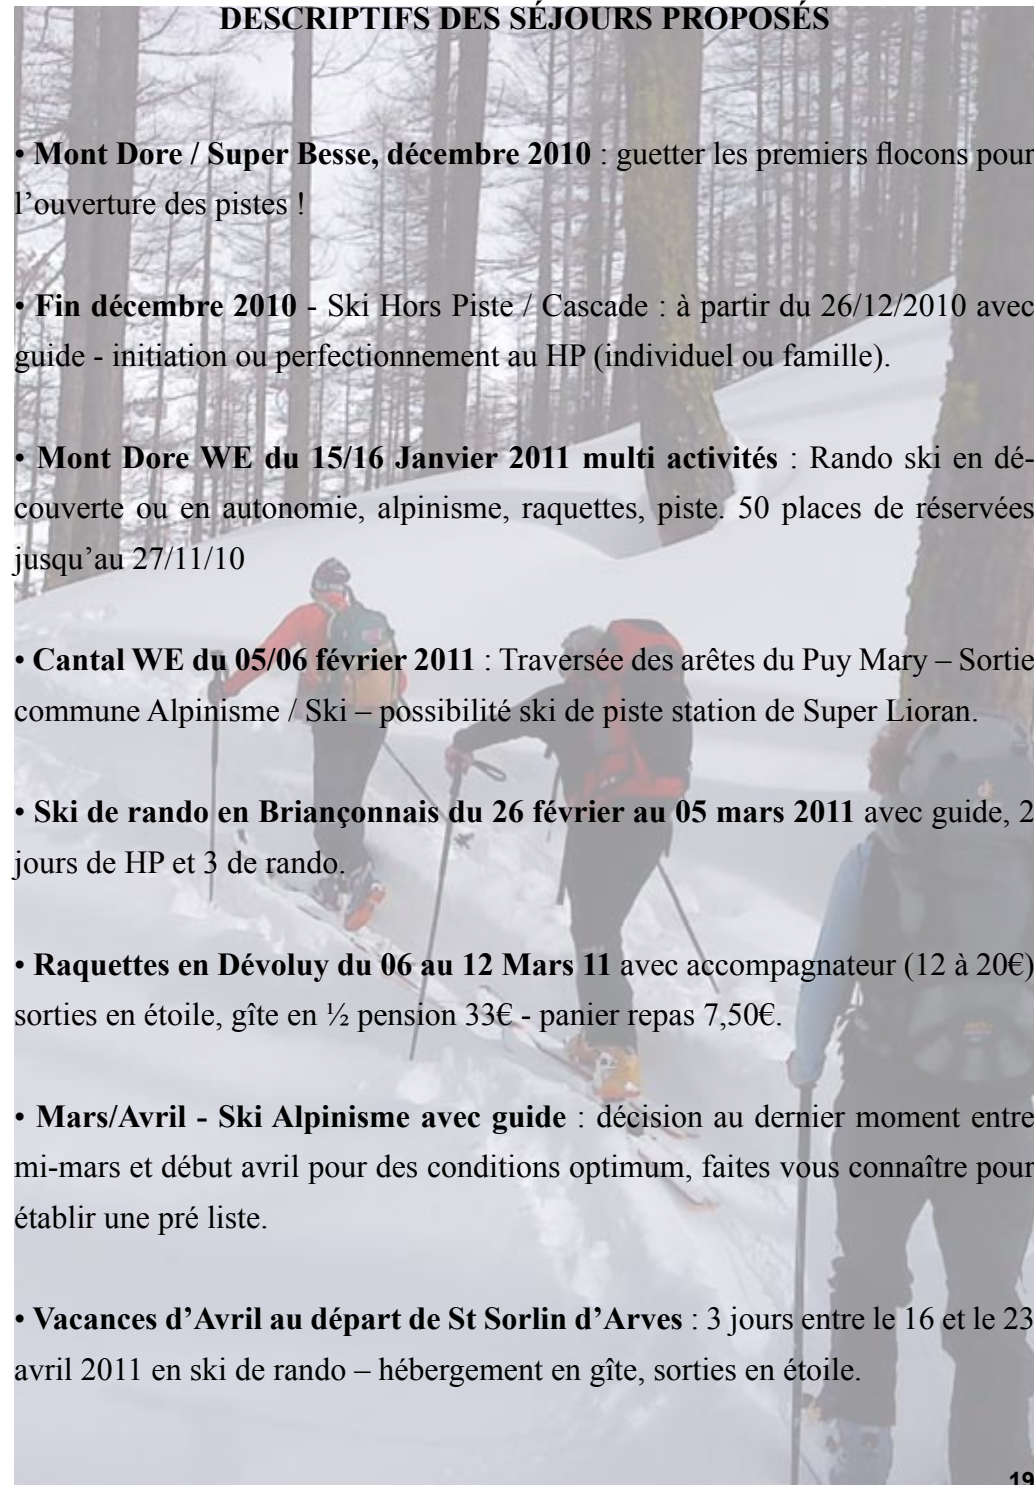 DESCRIPTIFS DES SÉJOURS PROPOSÉS
• Mont Dore / Super Besse, décembre 2010 : guetter les premiers flocons pour
l’ouverture des pistes !
• Fin décembre 2010 - Ski Hors Piste / Cascade : à partir du 26/12/2010 avec
guide - initiation ou perfectionnement au HP (individuel ou famille).
• Mont Dore WE du 15/16 Janvier 2011 multi activités : Rando ski en dé-
couverte ou en autonomie, alpinisme, raquettes, piste. 50 places de réservées
jusqu’au 27/11/10
• Cantal WE du 05/06 février 2011 : Traversée des arêtes du Puy Mary – Sortie
commune Alpinisme / Ski – possibilité ski de piste station de Super Lioran.
• Ski de rando en Briançonnais du 26 février au 05 mars 2011 avec guide, 2
jours de HP et 3 de rando.
• Raquettes en Dévoluy du 06 au 12 Mars 11 avec accompagnateur (12 à 20€)
sorties en étoile, gîte en ½ pension 33€ - panier repas 7,50€.
• Mars/Avril - Ski Alpinisme avec guide : décision au dernier moment entre
mi-mars et début avril pour des conditions optimum, faites vous connaître pour
établir une pré liste.
• Vacances d’Avril au départ de St Sorlin d’Arves : 3 jours entre le 16 et le 23
avril 2011 en ski de rando – hébergement en gîte, sorties en étoile.
19